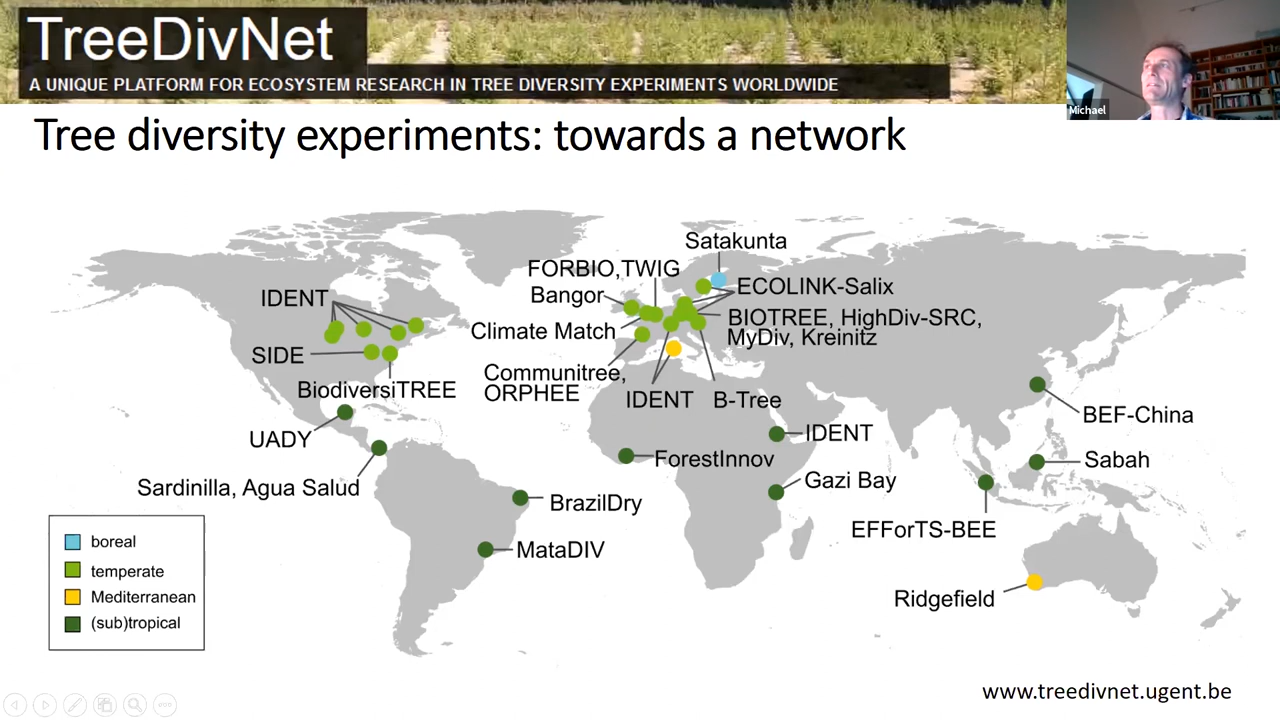 TreeDivNet
A UNIQUE PLATFORM FOR ECOSYSTEM RESEARCH IN TREE DIVERSITY EXPERIMENTS WORLDWIDE
Michael
Tree diversity experiments: towards a network
Satakunta
FORBIO,TWIG
ECOLINK-Salix
Bangor
IDENT
BIOTREE, HighDiv-SRC,
MyDiv, Kreinitz
Climate Match
SIDE
Communitree,
ORPHEE
BiodiversiTREE
IDENT
B-Tree
BEF-China
UADY
IDENT
ForestInnov
Sabah
Gazi Bay
Sardinilla, Agua Salud
BrazilDry
EFForTS-BEE
MataDIV
Ridgefield
boreal
temperate
Mediterranean
(sub)tropical
www.treedivnet.ugent.be